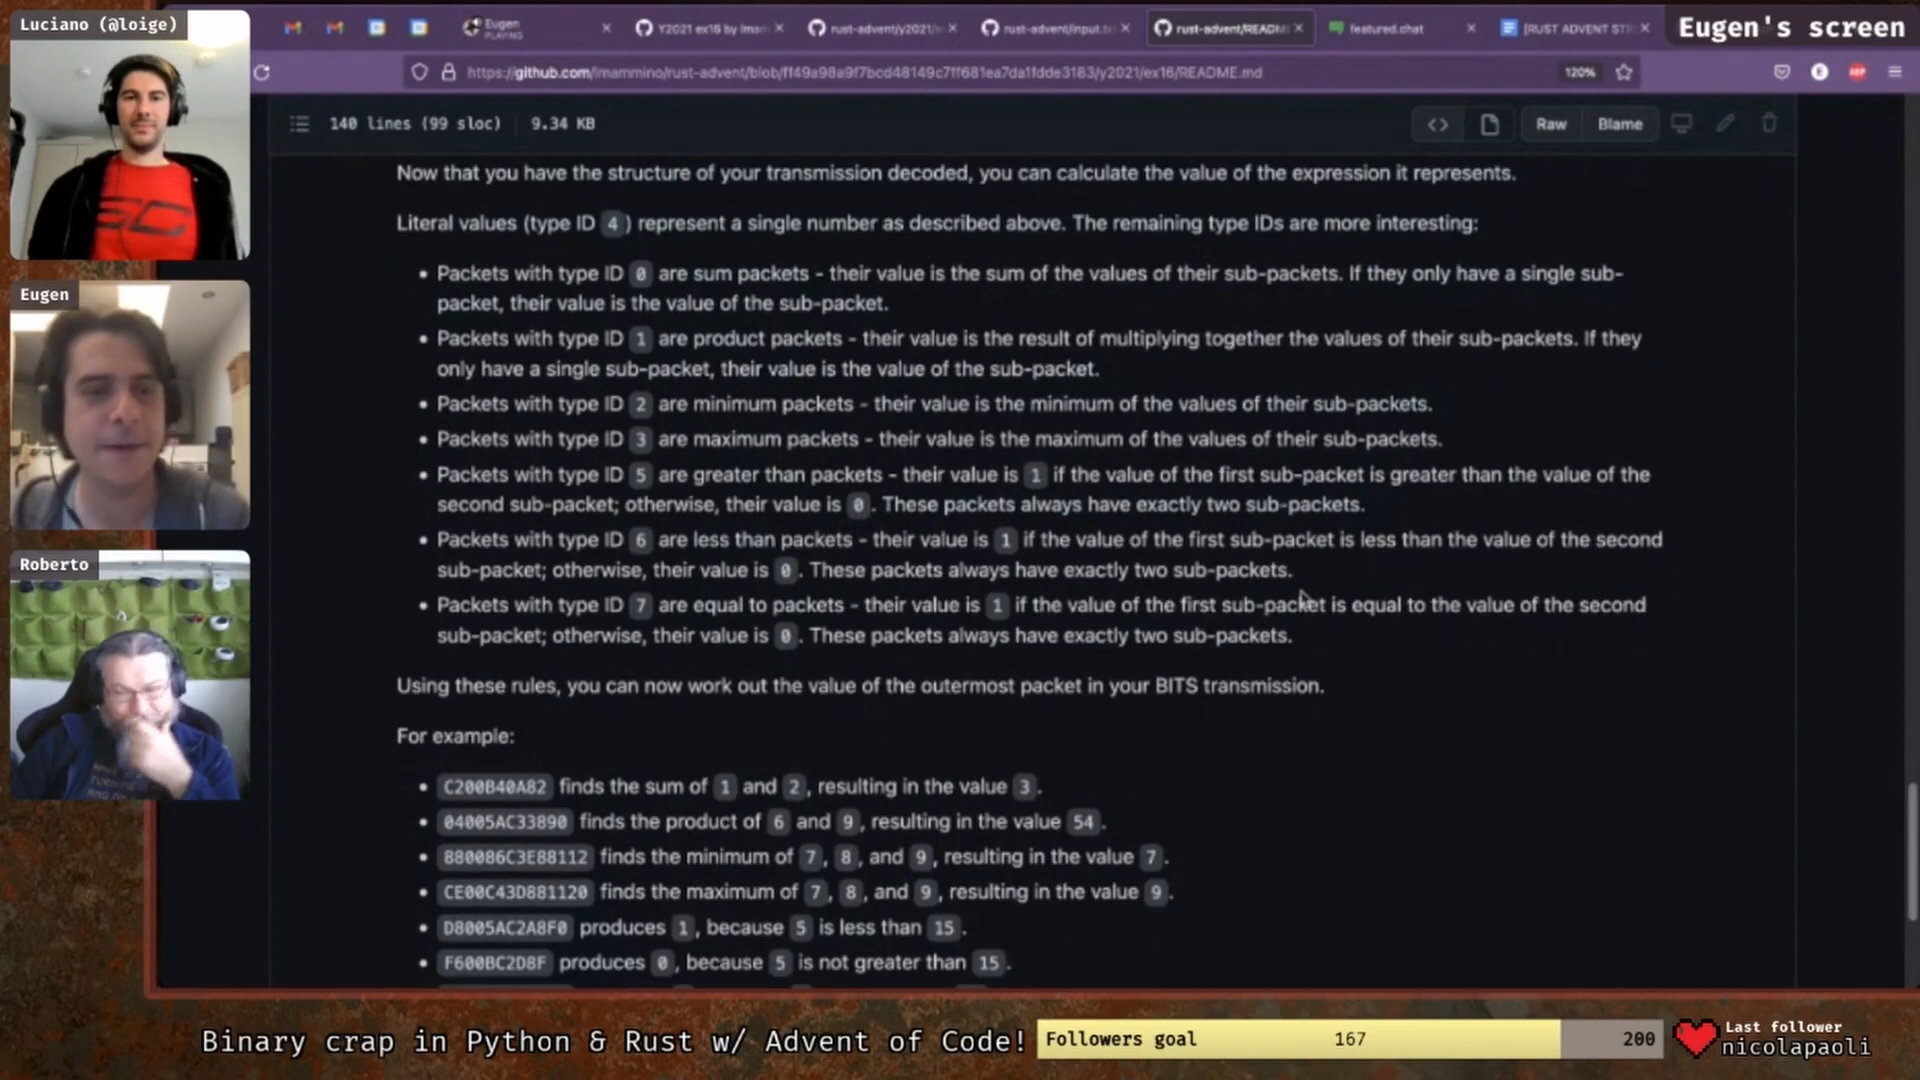 Luciano (@loige)
Eugen
PLAYING
Y2021 ex16 by lmam
rust-advent/y2021/
rust-advent/input.t
rust-advent/READM
featured.chat
[RUST ADVENT ST
Eugen's screen
https://github.com/lmammino/rust-advent/blob/ff49a98a9f7bcd48149c7ff681ea7da1fdde3183/y2021/ex16/README.md
120%
E
ABP
140 lines (99 sloc)
9.34 KB
Raw
Blame
Now that you have the structure of your transmission decoded, you can calculate the value of the expression it represents.
Literal values (type ID 4) represent a single number as described above. The remaining type IDs are more interesting:
• Packets with type ID 0 are sum packets - their value is the sum of the values of their sub-packets. If they only have a single sub-
packet, their value is the value of the sub-packet.
• Packets with type ID 1 are product packets - their value is the result of multiplying together the values of their sub-packets. If they
only have a single sub-packet, their value is the value of the sub-packet.
• Packets with type ID 2 are minimum packets - their value is the minimum of the values of their sub-packets.
• Packets with type ID 3 are maximum packets - their value is the maximum of the values of their sub-packets.
• Packets with type ID 5 are greater than packets - their value is 1 if the value of the first sub-packet is greater than the value of the
second sub-packet; otherwise, their value is 0. These packets always have exactly two sub-packets.
• Packets with type ID 6 are less than packets - their value is 1 if the value of the first sub-packet is less than the value of the second
sub-packet; otherwise, their value is 0. These packets always have exactly two sub-packets.
• Packets with type ID 7 are equal to packets - their value is 1 if the value of the first sub-packet is equal to the value of the second
sub-packet; otherwise, their value is 0. These packets always have exactly two sub-packets.
Using these rules, you can now work out the value of the outermost packet in your BITS transmission.
For example:
• C200B40A82 finds the sum of 1 and 2, resulting in the value 3.
• 04005AC33890 finds the product of 6 and 9, resulting in the value 54.
• 880086C3E88112 finds the minimum of 7, 8, and 9, resulting in the value 7.
• CE00C43D881120 finds the maximum of 7, 8, and 9, resulting in the value 9.
• D8005AC2A8F0 produces 1, because 5 is less than 15.
• F600BC2D8F produces 0, because 5 is not greater than 15.
Eugen
Roberto
Binary crap in Python & Rust w/ Advent of Code!
Followers goal
167
200
Last follower
nicolapaoli